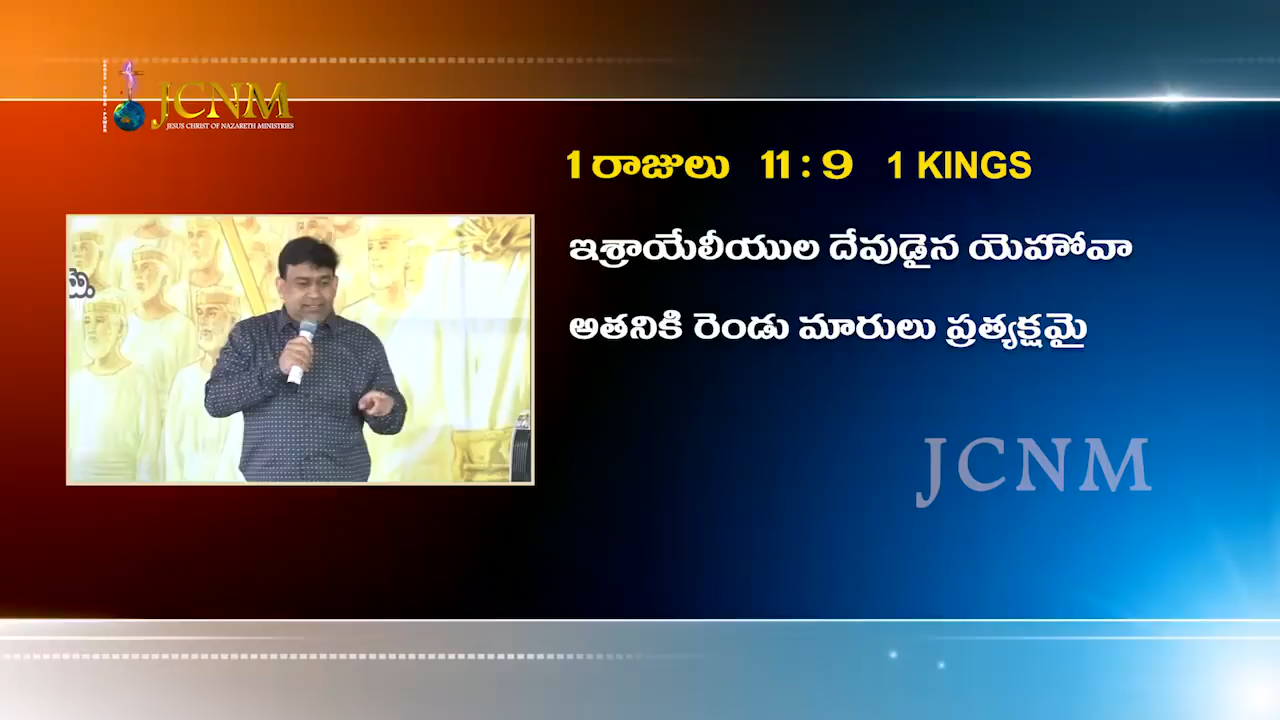 JCNM
JESUS CHRIST OF NAZARETH MINISTRIES
1 రాజులు 11 : 9 1 KINGS
ఇశ్రాయేలీయుల దేవుడైన యెహోవా
అతనికి రెండు మారులు ప్రత్యక్షమై
JCNM